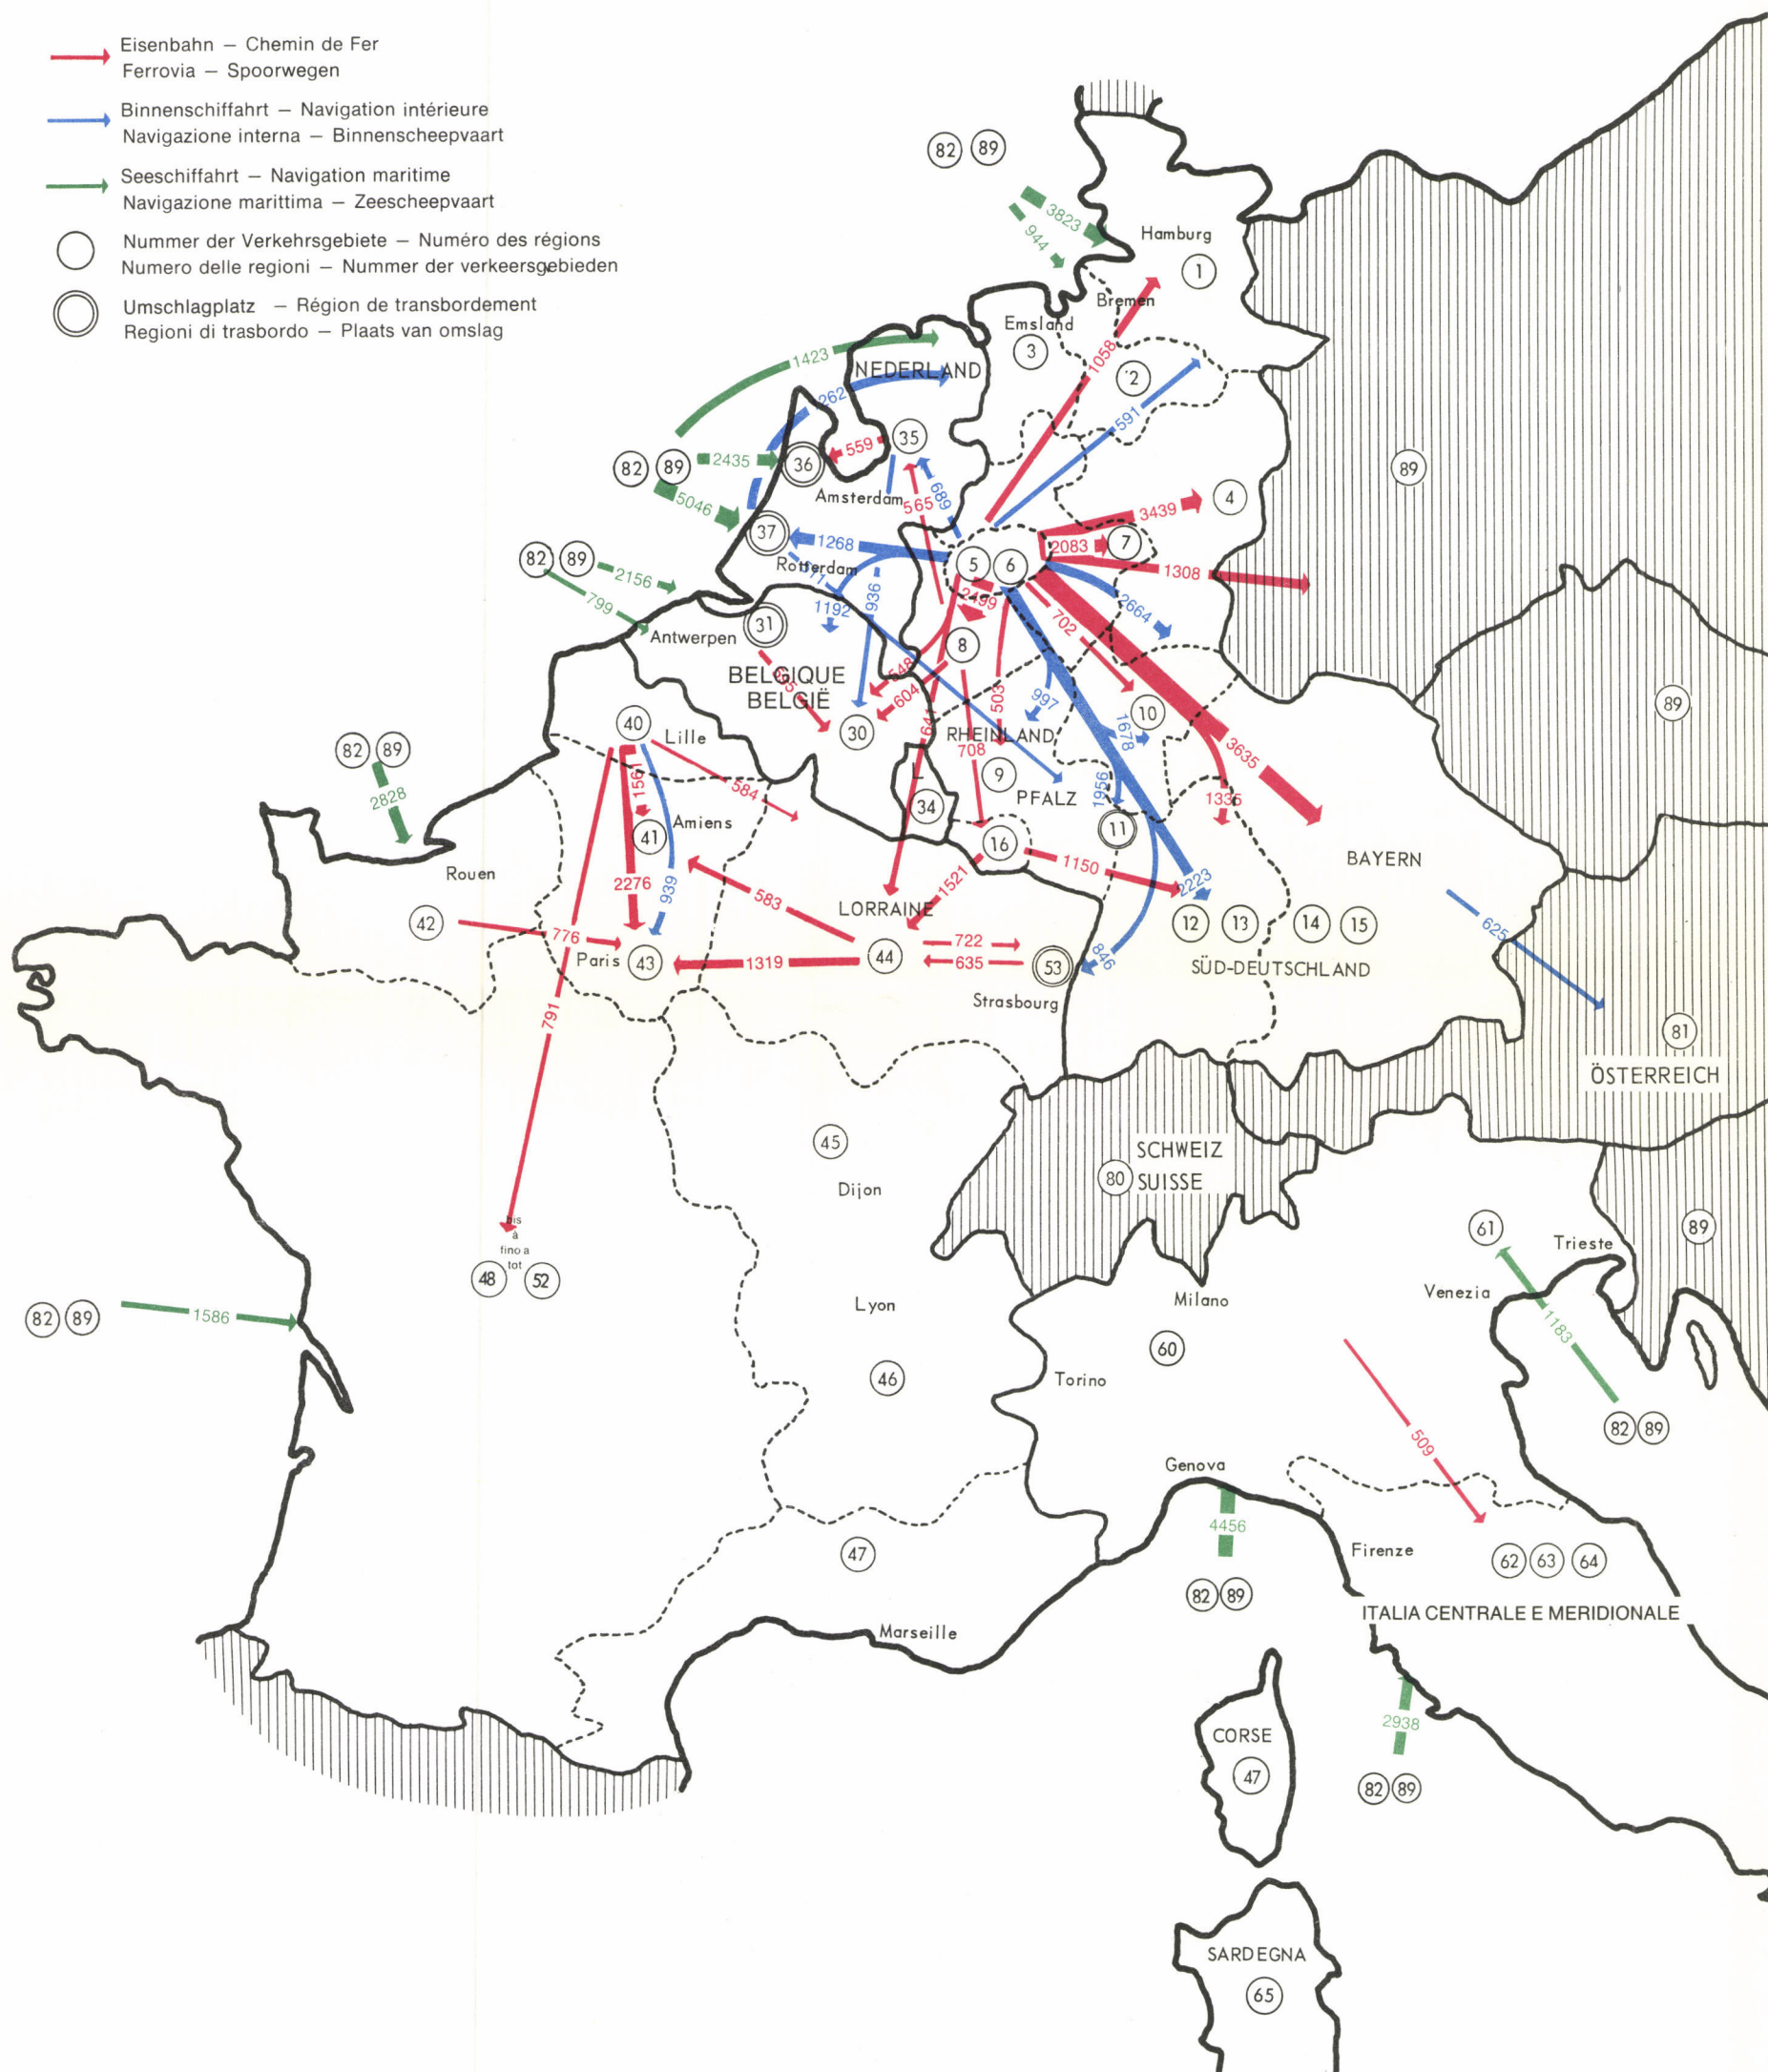 Eisenbahn – Chemin de Fer
Ferrovia – Spoorwegen
Binnenschiffahrt – Navigation intérieure
Navigazione interna – Binnenscheepvaart
Seeschiffahrt – Navigation maritime
Navigazione marittima – Zeescheepvaart
Nummer der Verkehrsgebiete – Numéro des régions
Numero delle regioni – Nummer der verkeersgebieden
Umschlagplatz – Région de transbordement
Regioni di trasbordo – Plaats van omslag
82 89
3823
944
Hamburg
1
Bremen
Emsland
3
2
1058
591
1423
NEDERLAND
262
35
559
36
2435
82 89
5046
Amsterdam
565
689
89
4
3439
37
1268
Rotterdam
2083
7
1308
82 89
2156
799
5 6
2499
936
1192
2664
702
Antwerpen
31
8
BELGIQUE
BELGIË
548
604
503
997
89
40
Lille
30
10
RHEINLAND
1678
708
82 89
2828
1561
584
L
34
9
PFALZ
1956
3635
1335
Amiens
41
11
16
1150
BAYERN
Rouen
2276
939
583
1521
2223
LORRAINE
42
776
Paris
43
1319
44
722
635
53
846
12 13 14 15
625
SÜD-DEUTSCHLAND
Strasbourg
791
81
ÖSTERREICH
45
Dijon
SCHWEIZ
80
SUISSE
bis
à
fino a
tot
48 52
61
Trieste
89
Venezia
82 89
1586
Lyon
Milano
1183
60
46
Torino
82 89
509
Genova
4456
47
Firenze
62 63 64
82 89
ITALIA CENTRALE E MERIDIONALE
Marseille
2938
CORSE
47
82 89
SARDEGNA
65